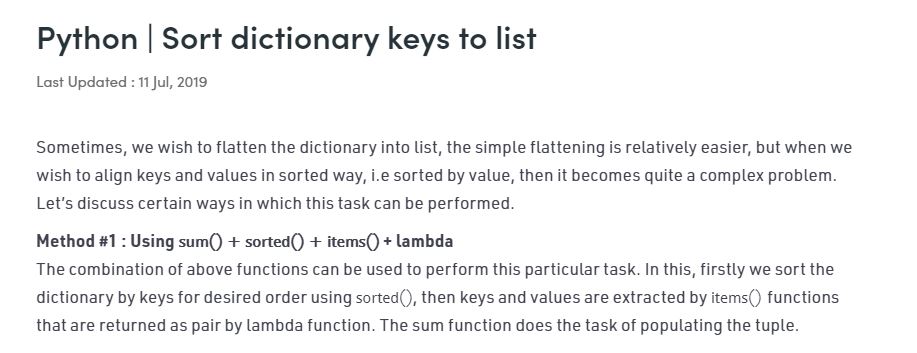 Python | Sort dictionary keys to list
Last Updated : 11 Jul, 2019
Sometimes, we wish to flatten the dictionary into list, the simple flattening is relatively easier, but when we
wish to align keys and values in sorted way, i.e sorted by value, then it becomes quite a complex problem.
Let’s discuss certain ways in which this task can be performed.
Method #1 : Using sum() + sorted() + items() + lambda
The combination of above functions can be used to perform this particular task. In this, firstly we sort the
dictionary by keys for desired order using sorted(), then keys and values are extracted by items() functions
that are returned as pair by lambda function. The sum function does the task of populating the tuple.